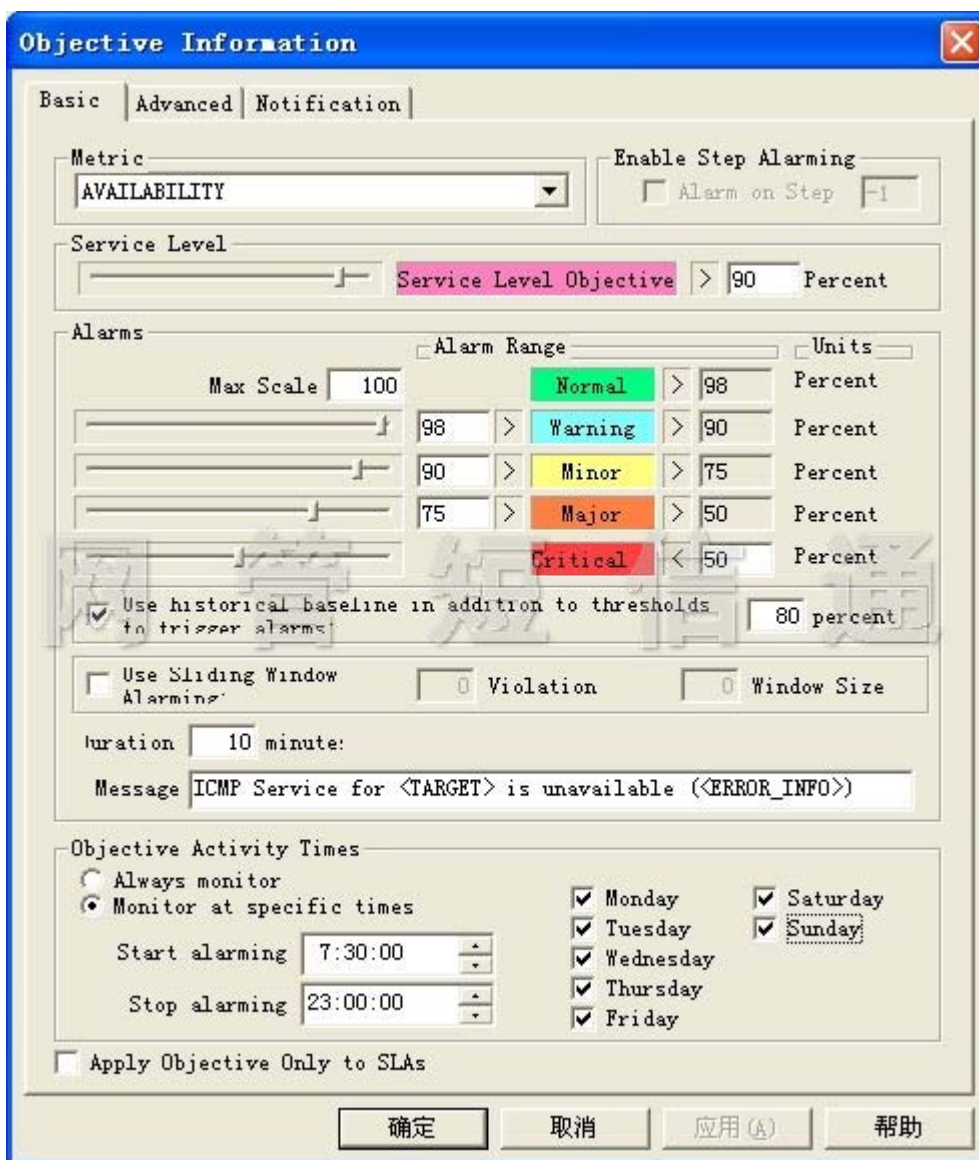 Objective Information
Basic Advanced Notification
Metric
AVAILABILITY
Enable Step Alarming
Alarm on Step -1
Service Level
Service Level Objective > 90 Percent
Alarms
Alarm Range Units
Max Scale 100 Normal > 98 Percent
98 > Warning > 90 Percent
90 > Minor > 75 Percent
75 > Major > 50 Percent
Critical < 50 Percent
网管短信通
Use historical baseline in addition to thresholds
to trigger alarms: 80 percent
Use Sliding Window
Alarming: 0 Violation 0 Window Size
Duration 10 minute:
Message ICMP Service for <TARGET> is unavailable (<ERROR_INFO>)
Objective Activity Times
Always monitor
Monitor at specific times
Start alarming 7:30:00
Stop alarming 23:00:00
Monday Saturday
Tuesday Sunday
Wednesday
Thursday
Friday
Apply Objective Only to SLAs
确定 取消 应用(A) 帮助